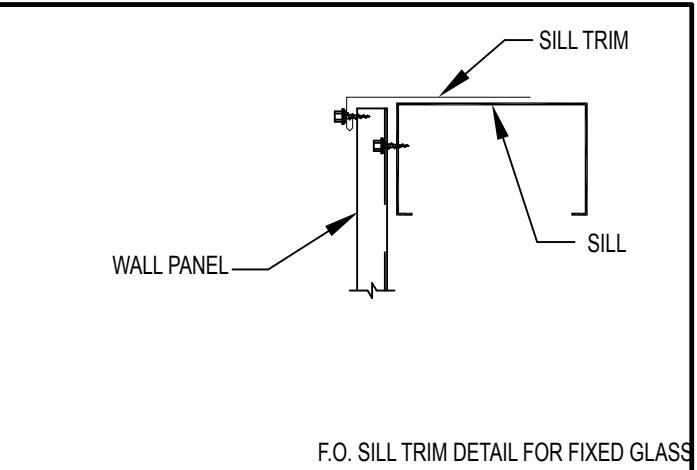 SILL TRIM
SILL
WALL PANEL
F.O. SILL TRIM DETAIL FOR FIXED GLASS